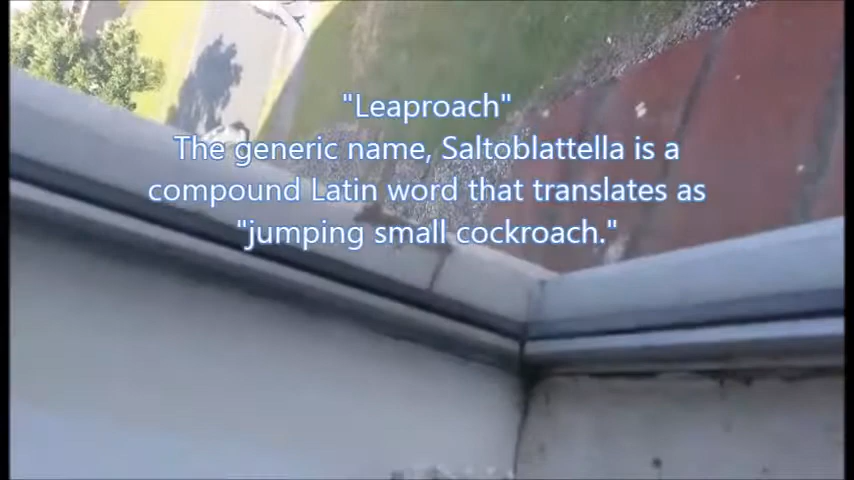 "Leaproach"
The generic name, Saltoblattella is a
compound Latin word that translates as
"jumping small cockroach."